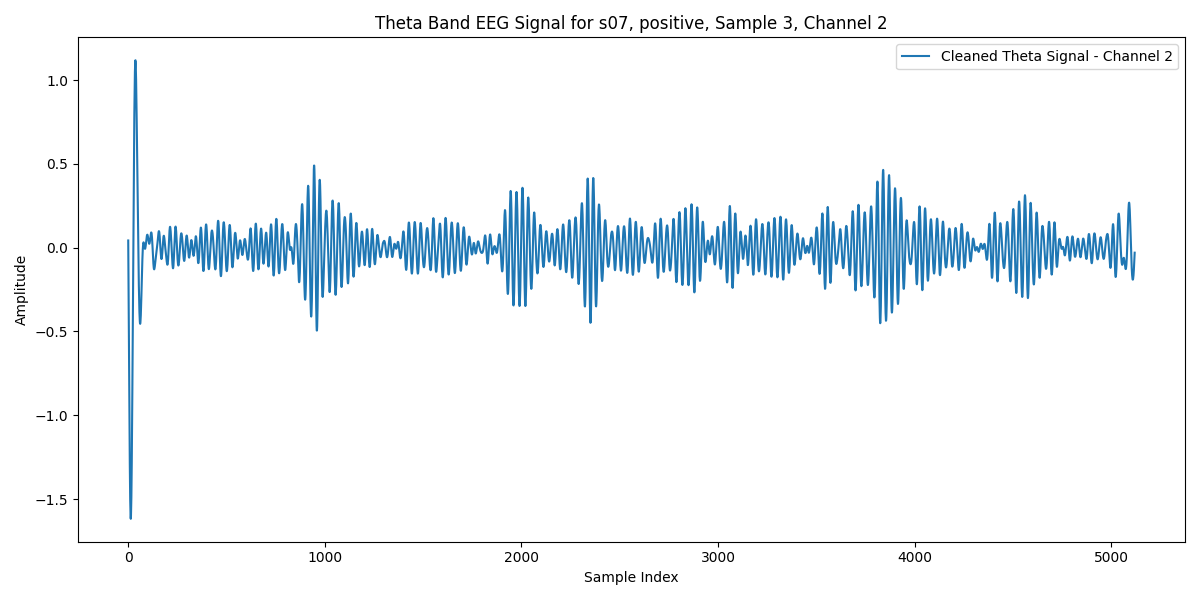 Theta Band EEG Signal for s07, positive, Sample 3, Channel 2
Cleaned Theta Signal - Channel 2
Amplitude
1.0
0.5
0.0
−0.5
−1.0
−1.5
0 1000 2000 3000 4000 5000
Sample Index